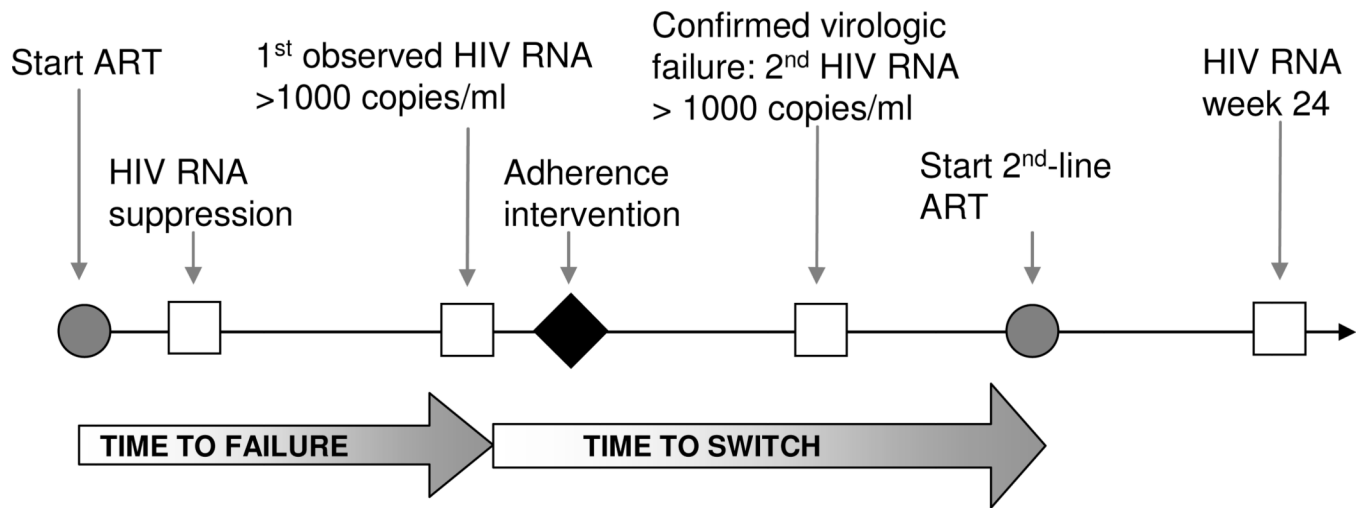 Start ART
1st observed HIV RNA
>1000 copies/ml
Confirmed virologic
failure: 2nd HIV RNA
> 1000 copies/ml
HIV RNA
week 24
HIV RNA
suppression
Adherence
intervention
Start 2nd-line
ART
TIME TO FAILURE
TIME TO SWITCH